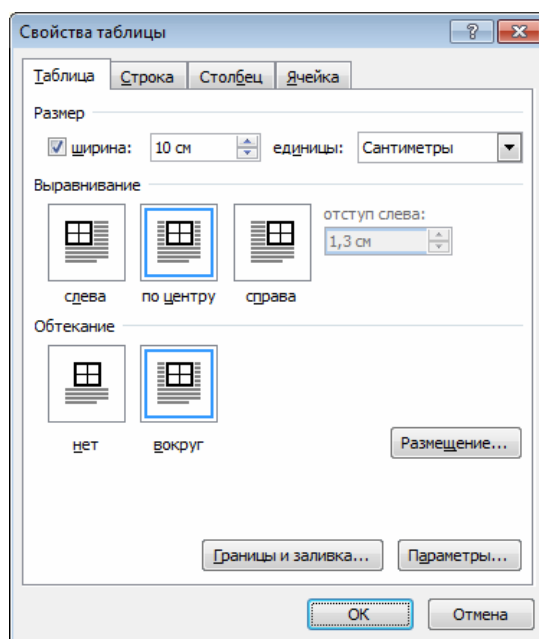 Свойства таблицы
Таблица Строка Столбец Ячейка
Размер
ширина: 10 см единицы: Сантиметры
Выравнивание
отступ слева:
1,3 см
слева по центру справа
Обтекание
нет вокруг
Размещение...
Границы и заливка... Параметры...
ОК Отмена